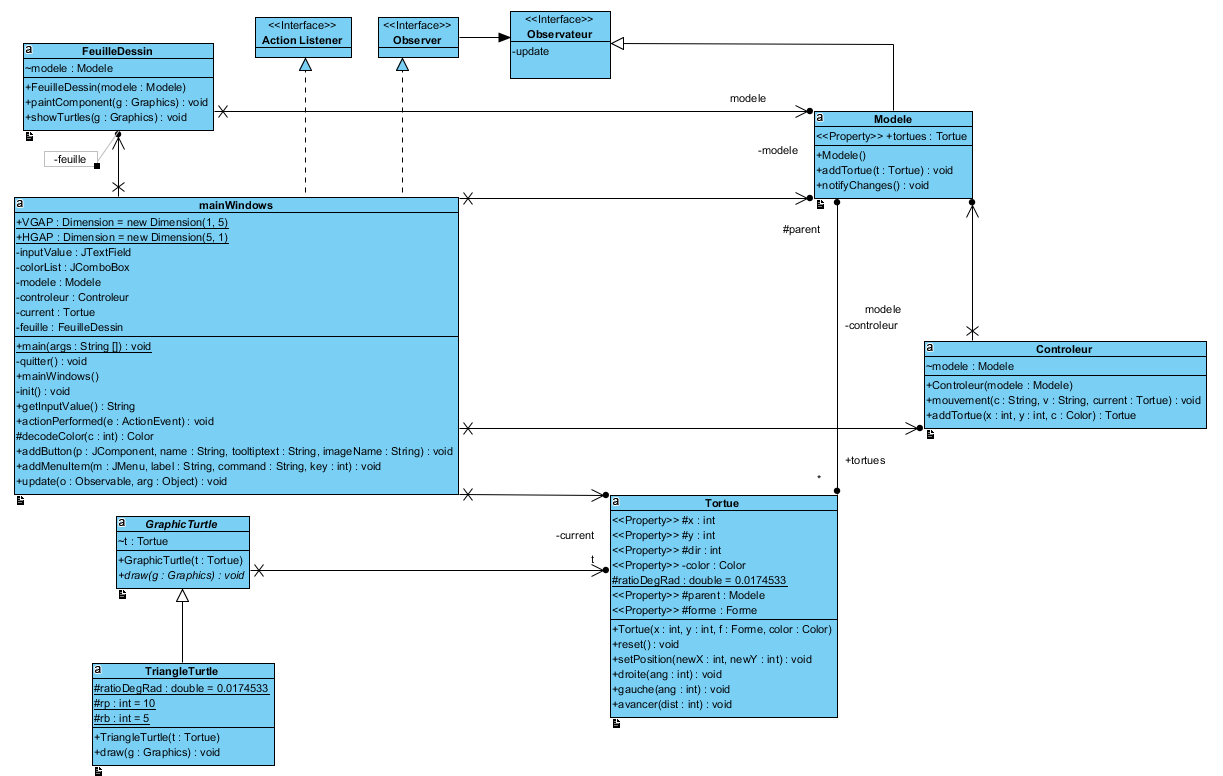 <<Interface>>
Action Listener
<<Interface>>
Observer
<<Interface>>
Observateur
-update
a
FeuilleDessin
~modele : Modele
+FeuilleDessin(modele : Modele)
+paintComponent(g : Graphics) : void
+showTurtles(g : Graphics) : void
modele
-feuille
-modele
a
Modele
<<Property>> +tortues : Tortue
+Modele()
+addTortue(t : Tortue) : void
+notifyChanges() : void
a
mainWindows
+VGAP : Dimension = new Dimension(1, 5)
+HGAP : Dimension = new Dimension(5, 1)
-inputValue : JTextField
-colorList : JComboBox
-modele : Modele
-controleur : Controleur
-current : Tortue
-feuille : FeuilleDessin
+main(args : String []) : void
-quitter() : void
+mainWindows()
-init() : void
+getInputValue() : String
+actionPerformed(e : ActionEvent) : void
#decodeColor(c : int) : Color
+addButton(p : JComponent, name : String, tooltiptext : String, imageName : String) : void
+addMenuItem(m : JMenu, label : String, command : String, key : int) : void
+update(o : Observable, arg : Object) : void
#parent
modele
-controleur
a
Controleur
~modele : Modele
+Controleur(modele : Modele)
+mouvement(c : String, v : String, current : Tortue) : void
+addTortue(x : int, y : int, c : Color) : Tortue
+tortues
*
-current
t
a
GraphicTurtle
~t : Tortue
+GraphicTurtle(t : Tortue)
+draw(g : Graphics) : void
a
Tortue
<<Property>> #x : int
<<Property>> #y : int
<<Property>> #dir : int
<<Property>> -color : Color
#ratioDegRad : double = 0.0174533
<<Property>> #parent : Modele
<<Property>> #forme : Forme
+Tortue(x : int, y : int, f : Forme, color : Color)
+reset() : void
+setPosition(newX : int, newY : int) : void
+droite(ang : int) : void
+gauche(ang : int) : void
+avancer(dist : int) : void
a
TriangleTurtle
#ratioDegRad : double = 0.0174533
#rp : int = 10
#rb : int = 5
+TriangleTurtle(t : Tortue)
+draw(g : Graphics) : void